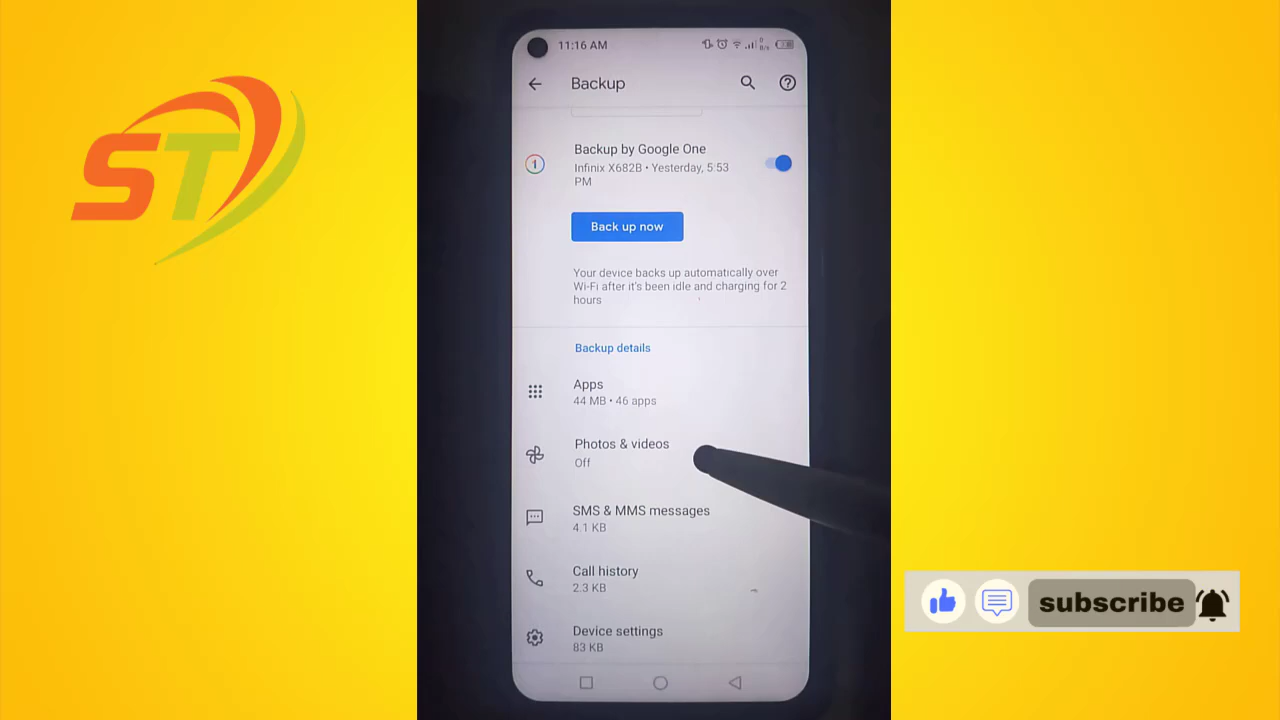 ST
11:16 AM
Backup
Backup by Google One
1
Infinix X682B • Yesterday, 5:53
PM
Back up now
Your device backs up automatically over
Wi-Fi after it's been idle and charging for 2
hours
Backup details
Apps
44 MB • 46 apps
Photos & videos
Off
SMS & MMS messages
4.1 KB
Call history
2.3 KB
Device settings
83 KB
subscribe